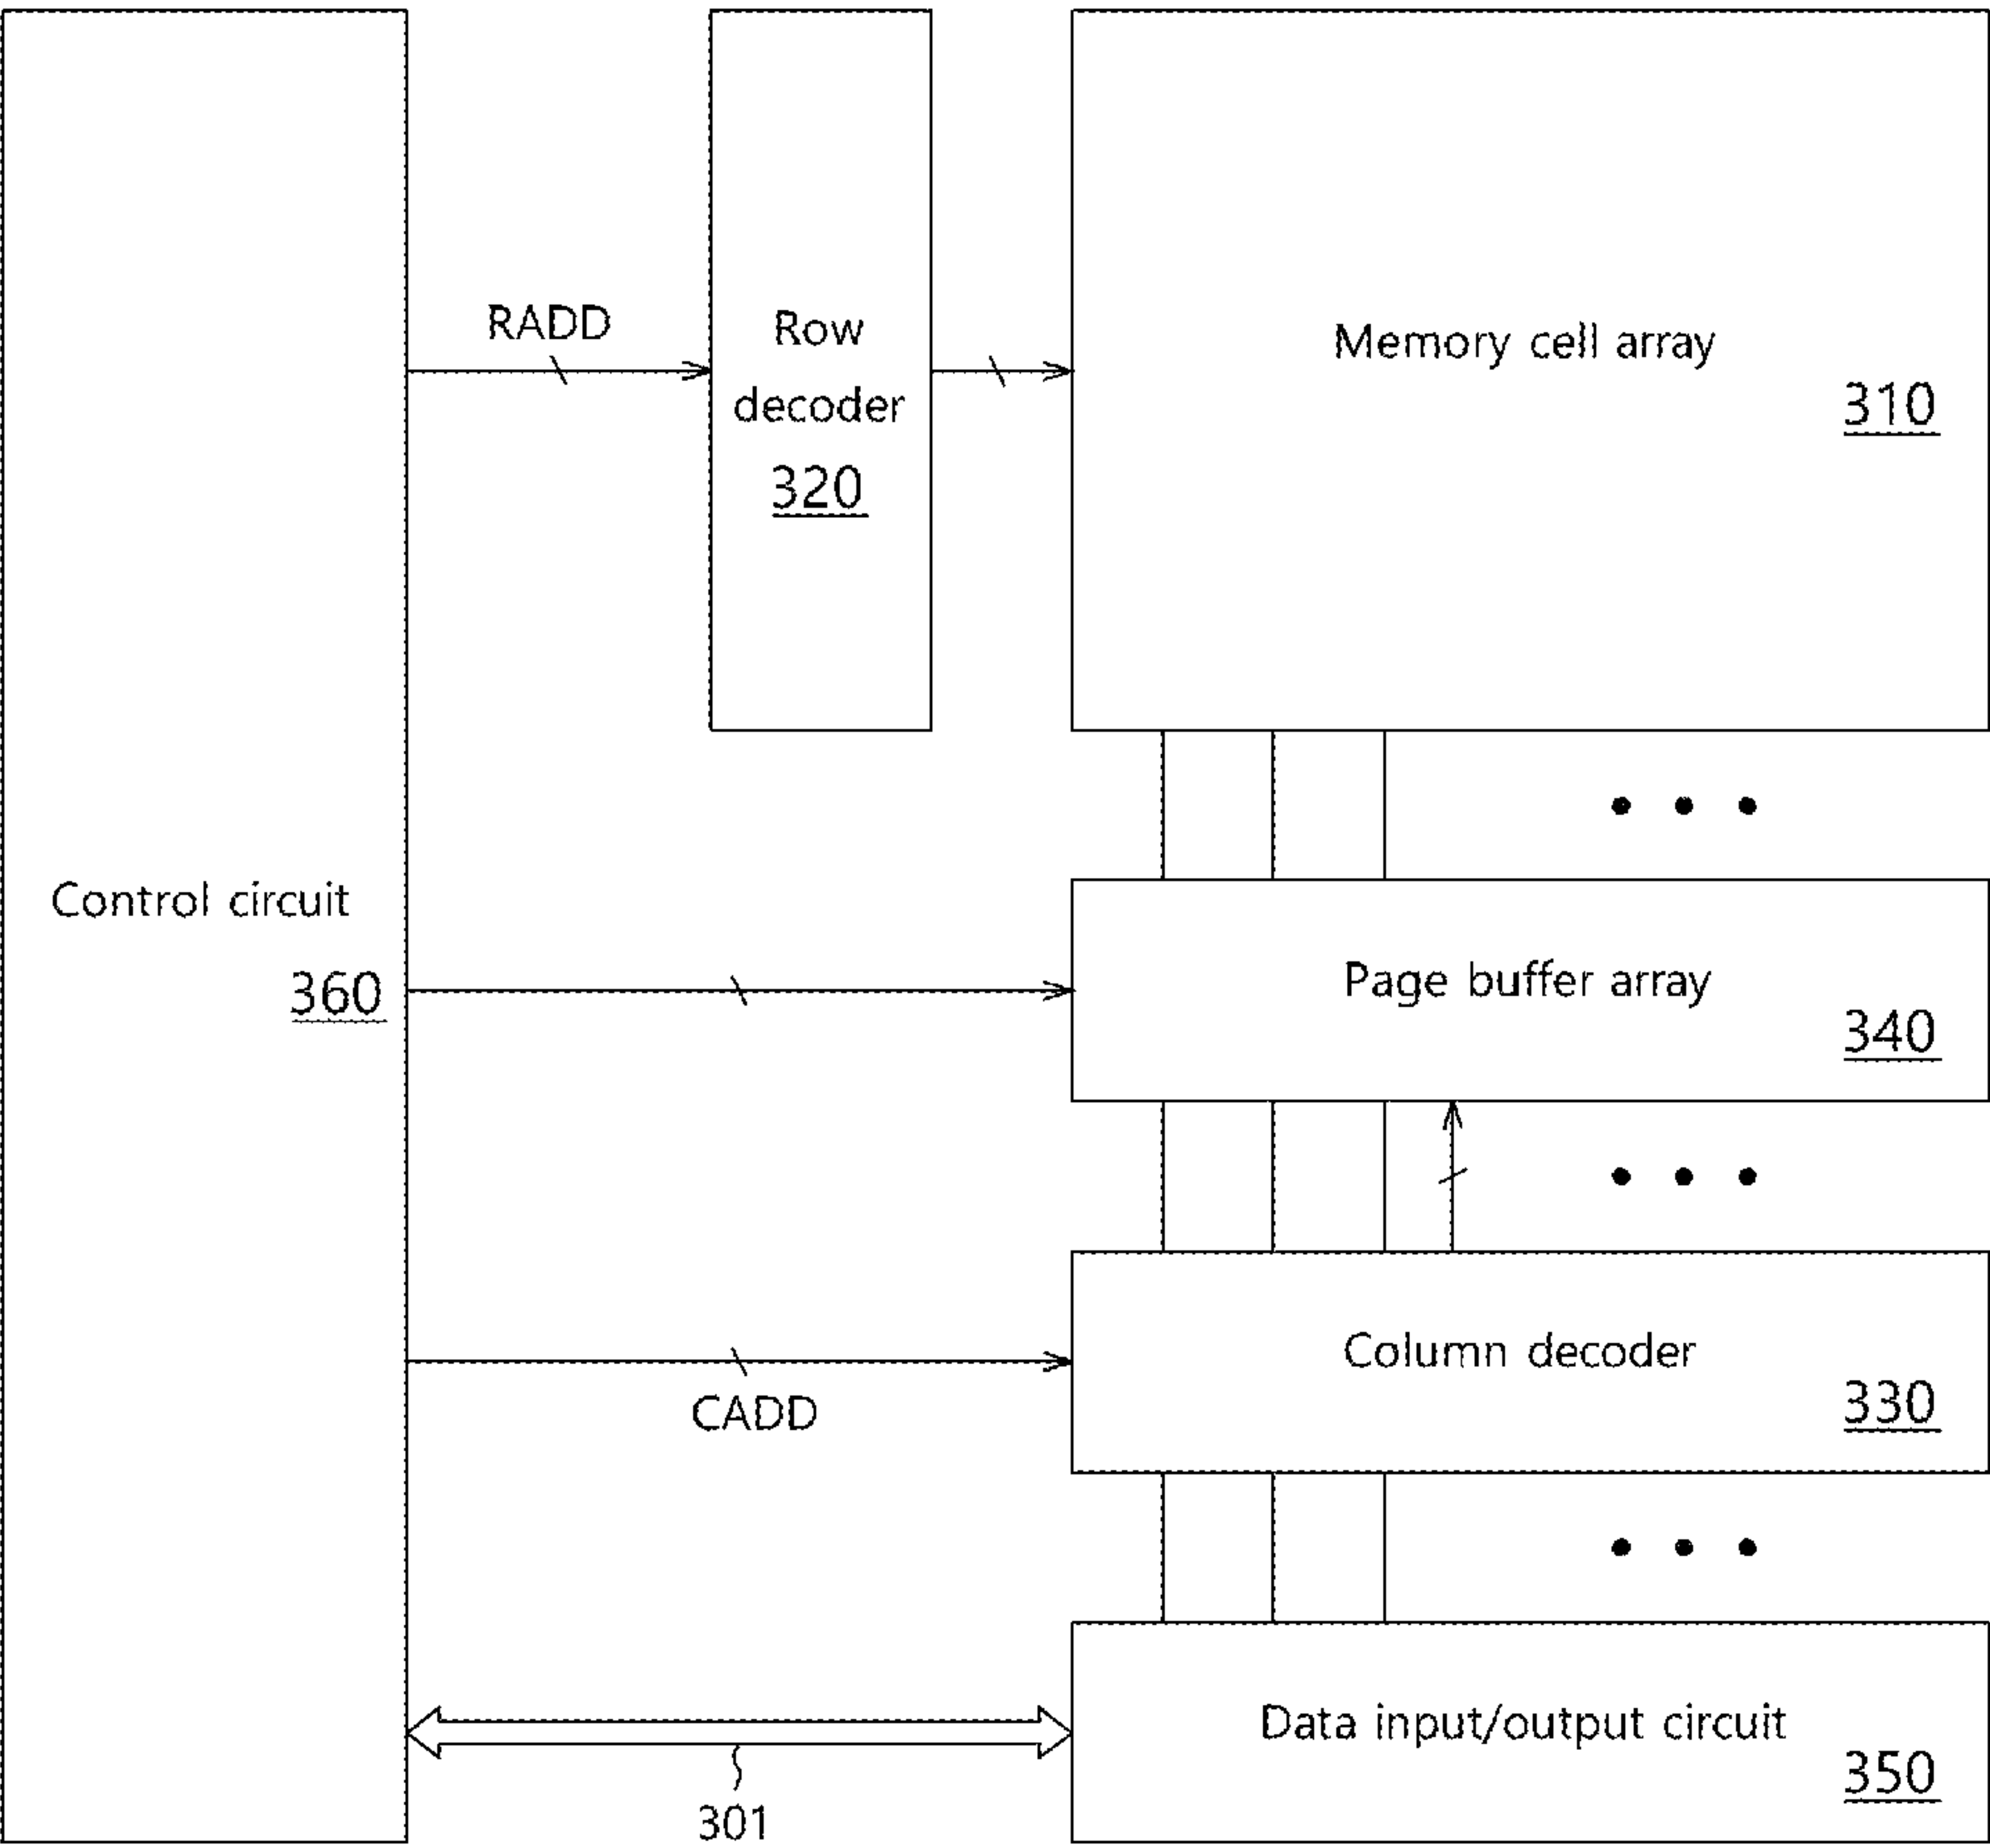 RADD
Row
decoder
320
Memory cell array
310
Control circuit
360
Page buffer array
340
Column decoder
330
CADD
Data input/output circuit
350
301